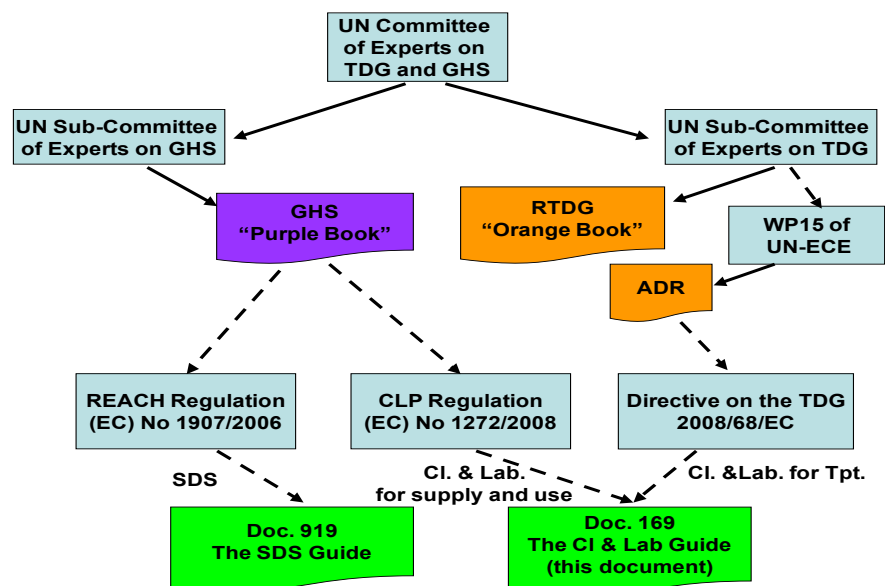 UN Committee
of Experts on
TDG and GHS
UN Sub-Committee
of Experts on GHS
UN Sub-Committee
of Experts on TDG
GHS
“Purple Book”
RTDG
“Orange Book”
WP15 of
UN-ECE
ADR
REACH Regulation
(EC) No 1907/2006
CLP Regulation
(EC) No 1272/2008
Directive on the TDG
2008/68/EC
SDS
Cl. & Lab.
for supply and use
Cl. &Lab. for Tpt.
Doc. 919
The SDS Guide
Doc. 169
The Cl & Lab Guide
(this document)